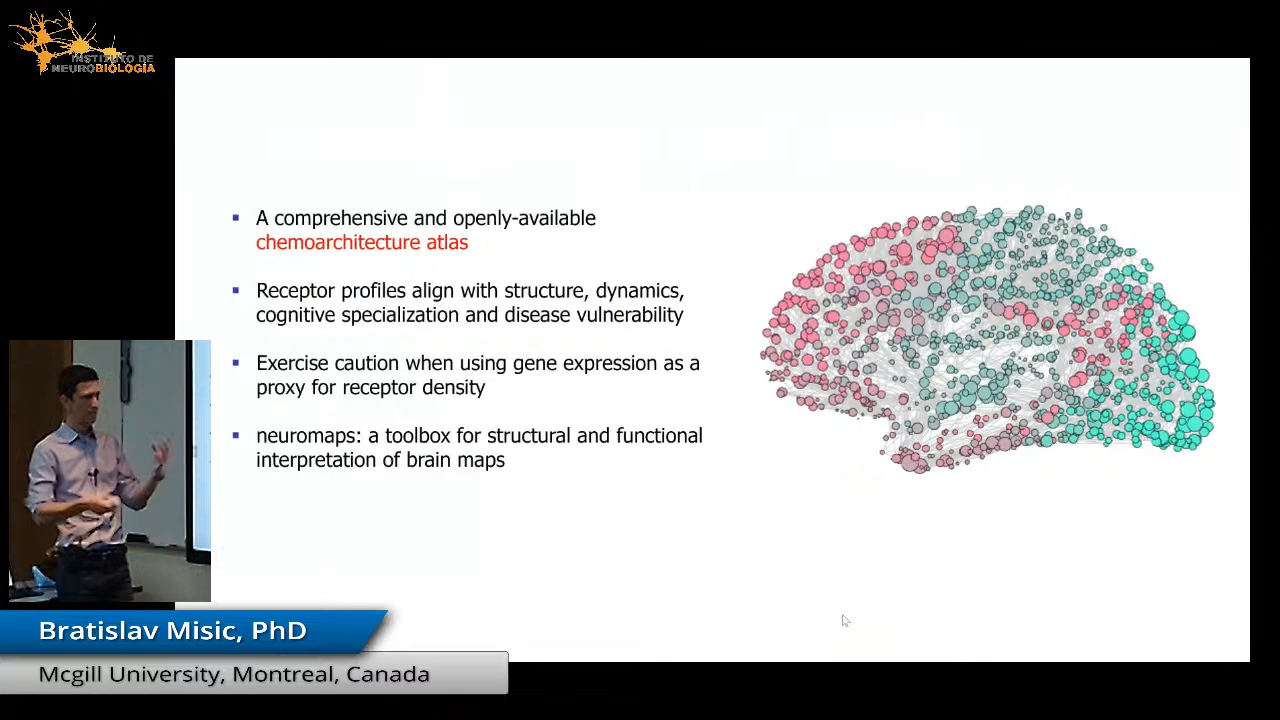 INSTITUTO DE
NEUROBIOLOGÍA
▪ A comprehensive and openly-available
chemoarchitecture atlas
▪ Receptor profiles align with structure, dynamics,
cognitive specialization and disease vulnerability
▪ Exercise caution when using gene expression as a
proxy for receptor density
▪ neuromaps: a toolbox for structural and functional
interpretation of brain maps
Bratislav Misic, PhD
Mcgill University, Montreal, Canada